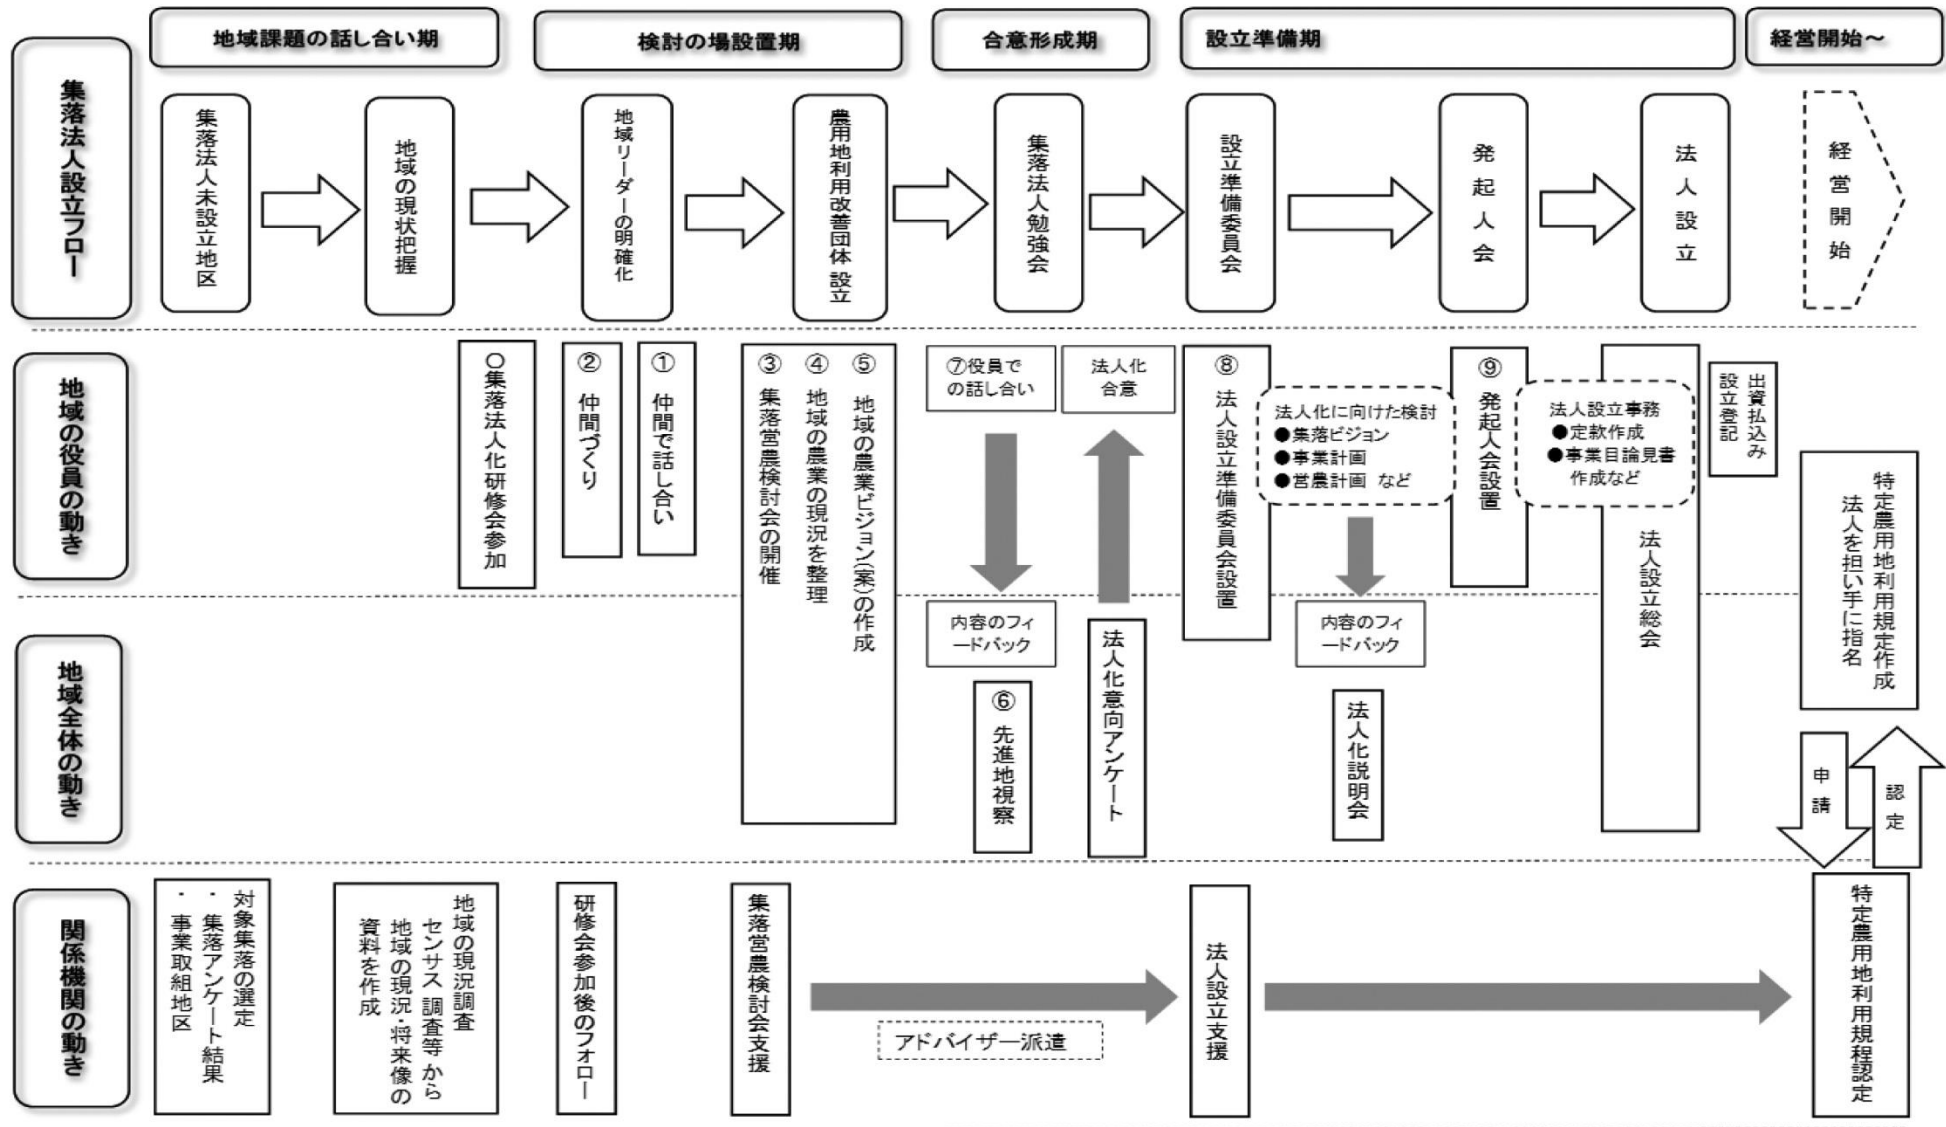 地域課題の話し合い期
検討の場設置期
合意形成期
設立準備期
経営開始～
集落法人設立フロー
集落法人未設立地区
地域の現状把握
地域リーダーの明確化
農用地利用改善団体 設立
集落法人勉強会
設立準備委員会
発起人会
法人設立
経営開始
地域の役員の動き
〇集落法人化研修会参加
② 仲間づくり
① 仲間で話し合い
③ 集落営農検討会の開催
④ 地域の農業の現況を整理
⑤ 地域の農業ビジョン(案)の作成
⑦役員で
の話し合い
法人化
合意
⑧ 法人設立準備委員会設置
法人化に向けた検討
●集落ビジョン
●事業計画
●営農計画 など
⑨ 発起人会設置
法人設立事務
●定款作成
●事業目論見書
作成など
法人設立総会
出資払込み
設立登記
特定農用地利用規定作成
法人を担い手に指名
地域全体の動き
内容のフィ
ードバック
⑥ 先進地視察
法人化意向アンケート
内容のフィ
ードバック
法人化説明会
申請
認定
関係機関の動き
対象集落の選定
・集落アンケート結果
・事業取組地区
地域の現況調査
センサス調査等から
地域の現況・将来像の
資料を作成
研修会参加後のフォロー
集落営農検討会支援
アドバイザー派遣
法人設立支援
特定農用地利用規程認定